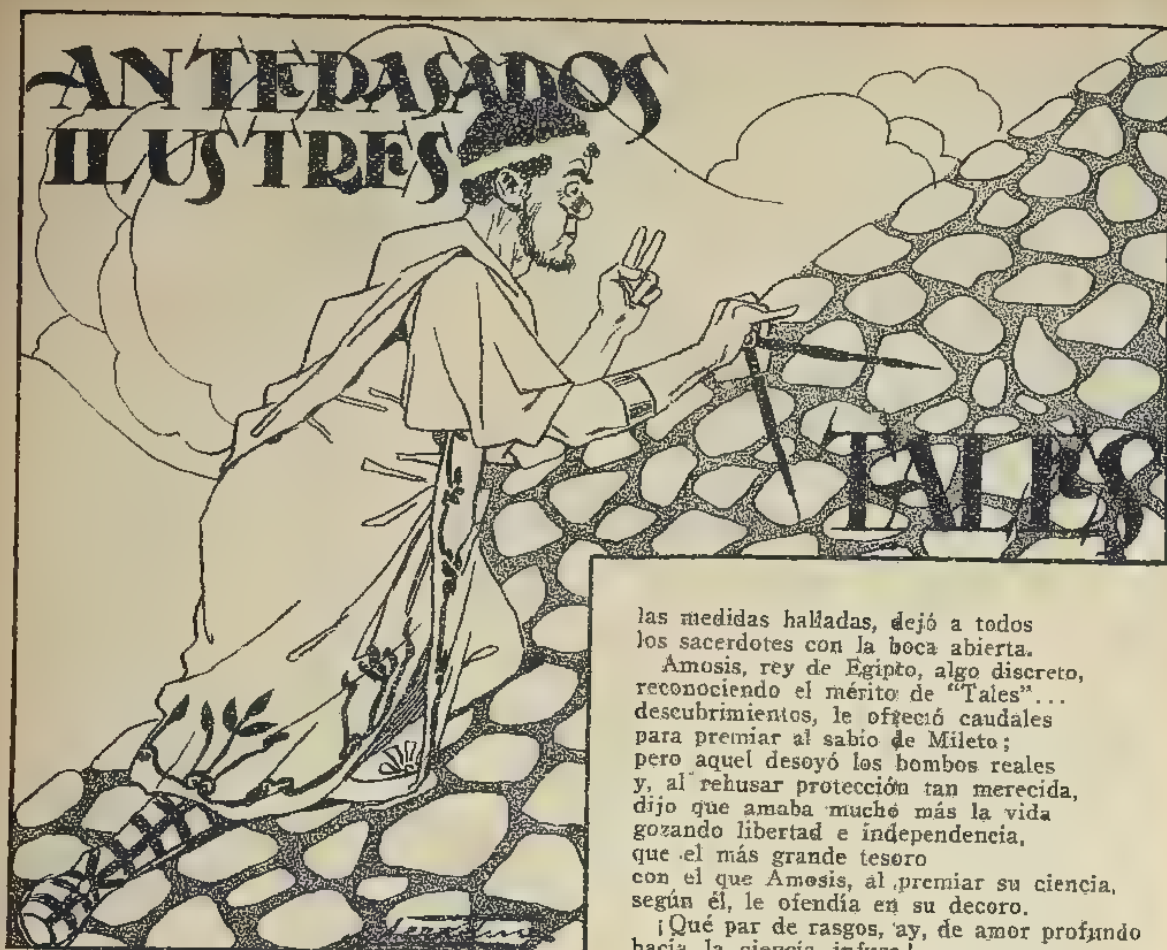 ANTEPASADOS
ILUSTRES
TALES
las medidas halladas, dejó a todos
los sacerdotes con la boca abierta.
Amosis, rey de Egipto, algo discreto,
reconociendo el mérito de “Tales”...
descubrimientos, le ofreció caudales
para premiar al sabio de Mileto;
pero aquel desoyó los bombos reales
y, al rehusar protección tan merecida,
dijo que amaba mucho más la vida
gozando libertad e independencia,
que el más grande tesoro
con el que Amosis, al premiar su ciencia,
según él, le ofendía en su decoro.
¡Qué par de rasgos, ay, de amor profundo
hacia la ciencia infusa!